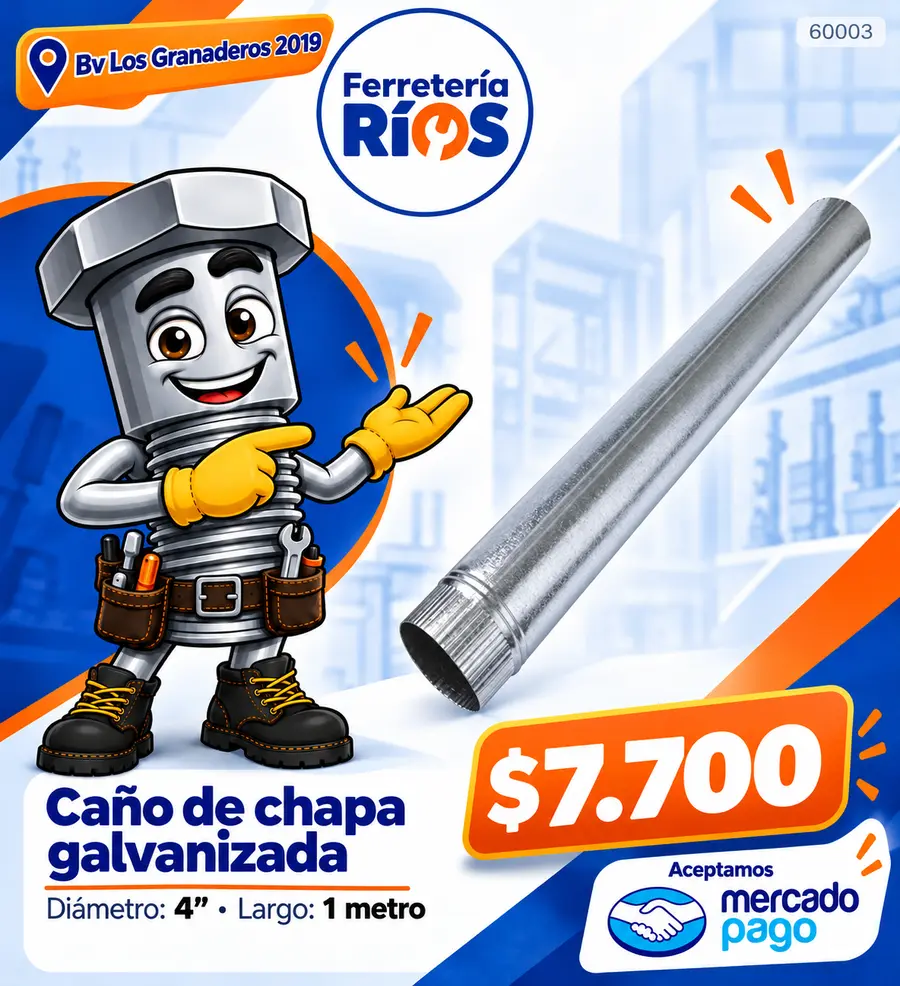 Bv Los Granaderos 2019
Ferretería
Ríos
60003
$7.700
Caño de chapa
galvanizada
Diámetro: 4” • Largo: 1 metro
Aceptamos
mercado
pago